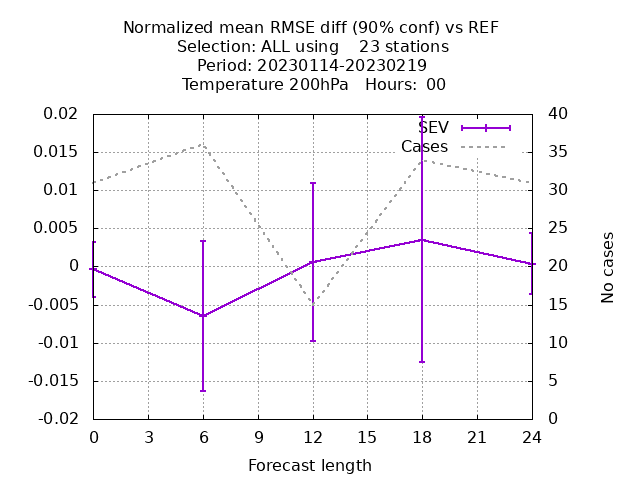 Normalized mean RMSE diff (90% conf) vs REF
Selection: ALL using    23 stations
Period: 20230114-20230219
Temperature 200hPa   Hours:  00
SEV
Cases
0.02
0.015
0.01
0.005
0
-0.005
-0.01
-0.015
-0.02
40
35
30
25
20
15
10
5
0
No cases
0 3 6 9 12 15 18 21 24
Forecast length